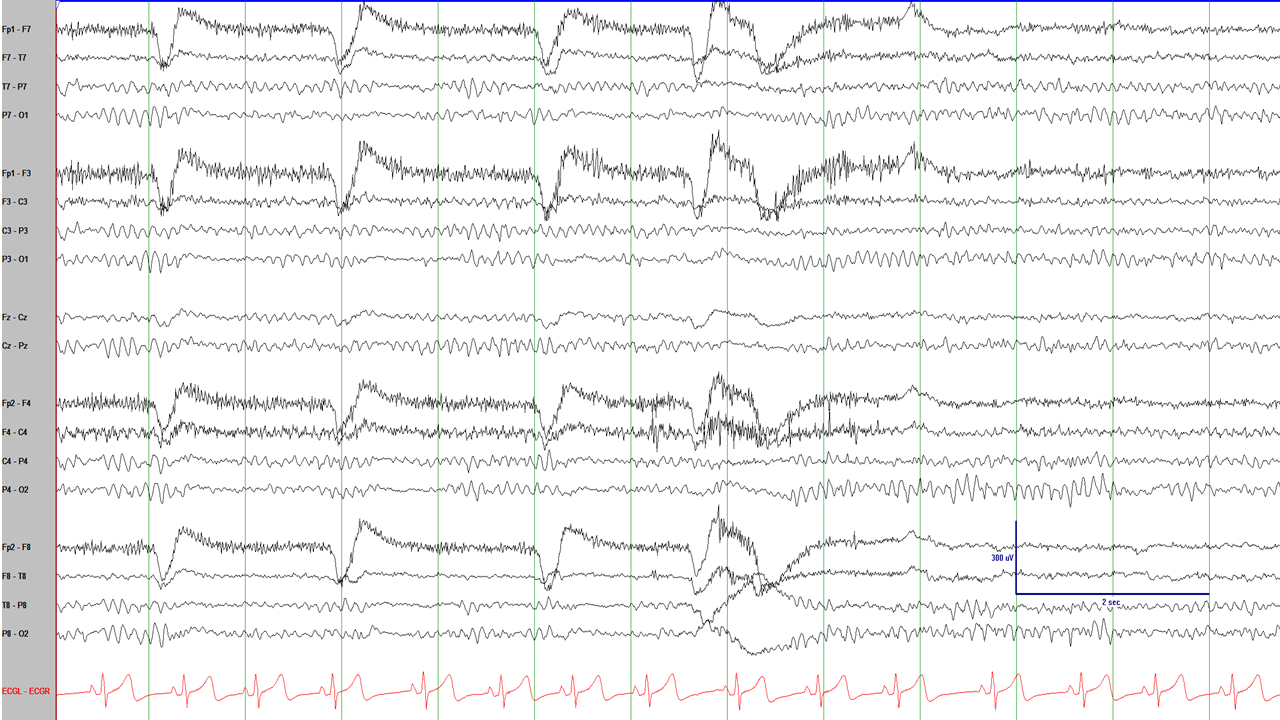 Fp1 - F7
F7 - T7
T7 - P7
P7 - O1
Fp1 - F3
F3 - C3
C3 - P3
P3 - O1
Fz - Cz
Cz - Pz
Fp2 - F4
F4 - C4
C4 - P4
P4 - O2
Fp2 - F8
300 uV
F8 - T8
2 sec
T8 - P8
P8 - O2
ECGL - ECGR